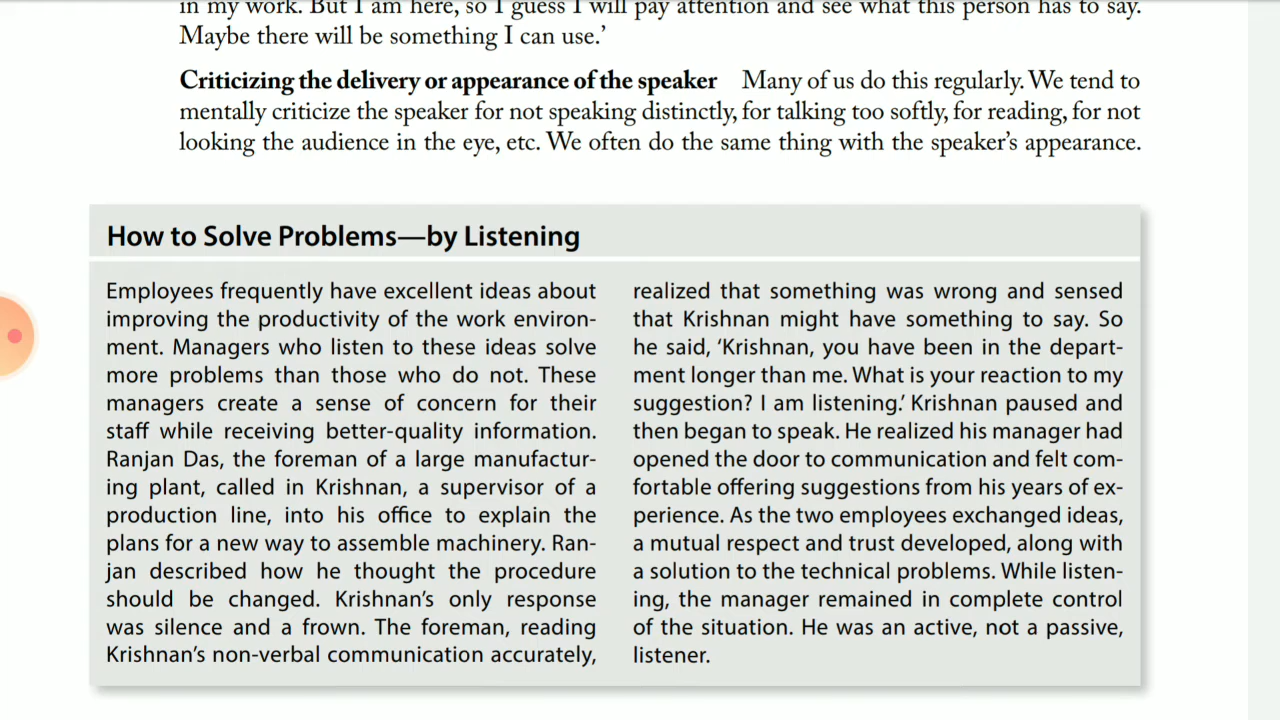 in my work. But I am here, so I guess I will pay attention and see what this person has to say.
Maybe there will be something I can use.’
Criticizing the delivery or appearance of the speaker Many of us do this regularly. We tend to
mentally criticize the speaker for not speaking distinctly, for talking too softly, for reading, for not
looking the audience in the eye, etc. We often do the same thing with the speaker’s appearance.
How to Solve Problems—by Listening
Employees frequently have excellent ideas about
improving the productivity of the work environ-
ment. Managers who listen to these ideas solve
more problems than those who do not. These
managers create a sense of concern for their
staff while receiving better-quality information.
Ranjan Das, the foreman of a large manufactur-
ing plant, called in Krishnan, a supervisor of a
production line, into his office to explain the
plans for a new way to assemble machinery. Ran-
jan described how he thought the procedure
should be changed. Krishnan’s only response
was silence and a frown. The foreman, reading
Krishnan’s non-verbal communication accurately,
realized that something was wrong and sensed
that Krishnan might have something to say. So
he said, ‘Krishnan, you have been in the depart-
ment longer than me. What is your reaction to my
suggestion? I am listening.’ Krishnan paused and
then began to speak. He realized his manager had
opened the door to communication and felt com-
fortable offering suggestions from his years of ex-
perience. As the two employees exchanged ideas,
a mutual respect and trust developed, along with
a solution to the technical problems. While listen-
ing, the manager remained in complete control
of the situation. He was an active, not a passive,
listener.